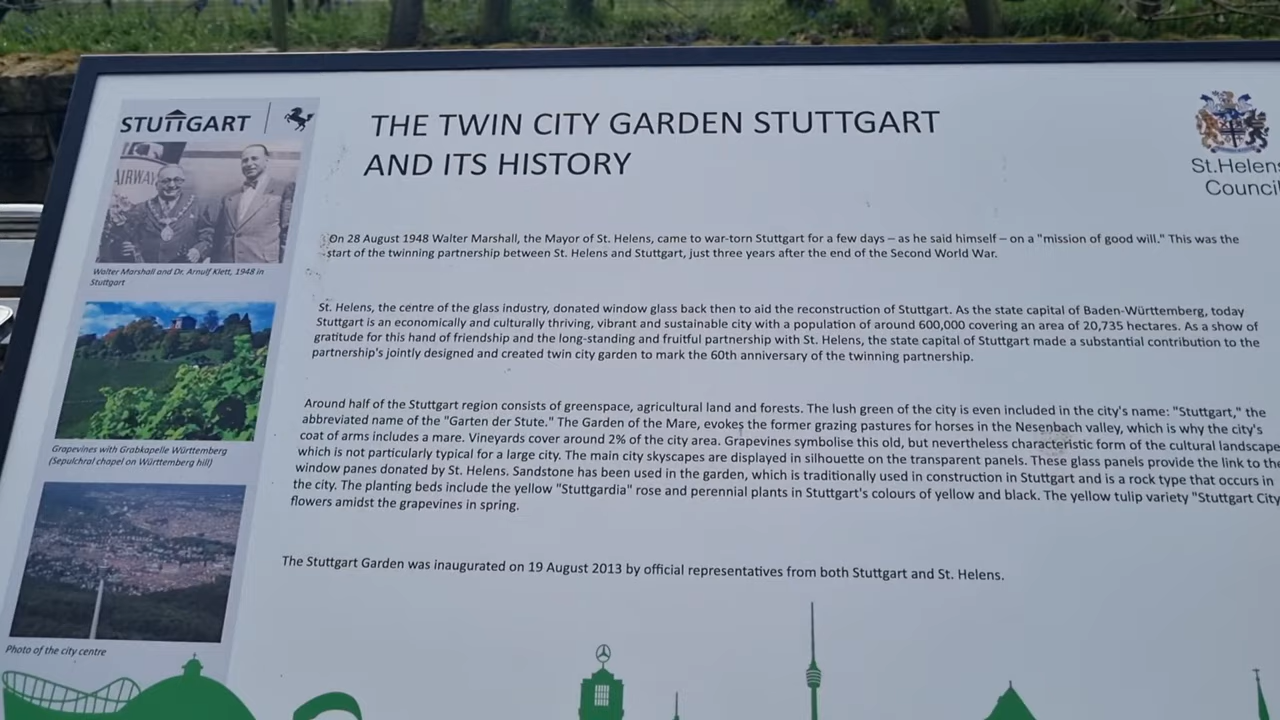 STUTTGART
THE TWIN CITY GARDEN STUTTGART
AND ITS HISTORY
St.Helens
Council
AIRWAY
Walter Marshall and Dr. Arnulf Klett, 1948 in
Stuttgart
Grapevines with Grabkapelle Württemberg
(Sepulchral chapel on Württemberg hill)
Photo of the city centre
On 28 August 1948 Walter Marshall, the Mayor of St. Helens, came to war-torn Stuttgart for a few days – as he said himself – on a "mission of good will." This was the
start of the twinning partnership between St. Helens and Stuttgart, just three years after the end of the Second World War.
St. Helens, the centre of the glass industry, donated window glass back then to aid the reconstruction of Stuttgart. As the state capital of Baden-Württemberg, today
Stuttgart is an economically and culturally thriving, vibrant and sustainable city with a population of around 600,000 covering an area of 20,735 hectares. As a show of
gratitude for this hand of friendship and the long-standing and fruitful partnership with St. Helens, the state capital of Stuttgart made a substantial contribution to the
partnership's jointly designed and created twin city garden to mark the 60th anniversary of the twinning partnership.
Around half of the Stuttgart region consists of greenspace, agricultural land and forests. The lush green of the city is even included in the city's name: "Stuttgart," the
abbreviated name of the "Garten der Stute." The Garden of the Mare, evokes the former grazing pastures for horses in the Nesenbach valley, which is why the city's
coat of arms includes a mare. Vineyards cover around 2% of the city area. Grapevines symbolise this old, but nevertheless characteristic form of the cultural landscape
which is not particularly typical for a large city. The main city skyscapes are displayed in silhouette on the transparent panels. These glass panels provide the link to the
window panes donated by St. Helens. Sandstone has been used in the garden, which is traditionally used in construction in Stuttgart and is a rock type that occurs in
the city. The planting beds include the yellow "Stuttgardia" rose and perennial plants in Stuttgart's colours of yellow and black. The yellow tulip variety "Stuttgart City
flowers amidst the grapevines in spring.
The Stuttgart Garden was inaugurated on 19 August 2013 by official representatives from both Stuttgart and St. Helens.